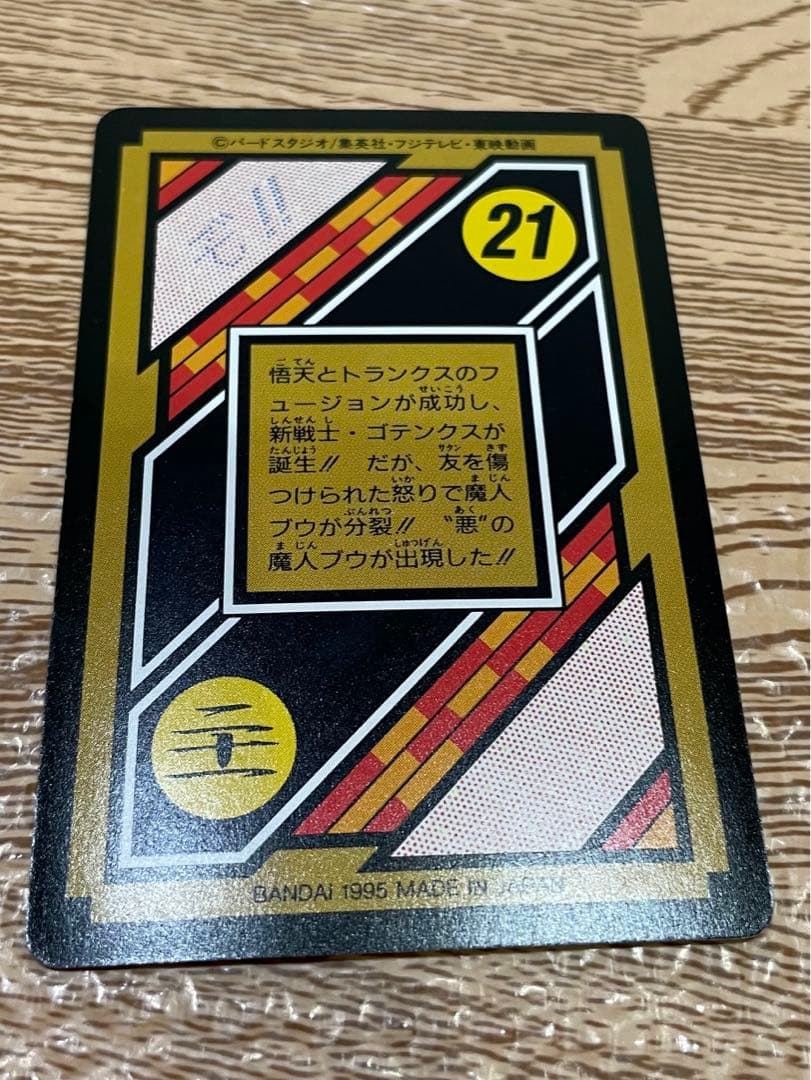 ©バードスタジオ/集英社・フジテレビ・東映動画
21
悟天とトランクスのフ
ュージョンが成功し、
新戦士・ゴテンクスが
誕生!! だが、友を傷
つけられた怒りで魔人
ブウが分裂!! “悪”の
魔人ブウが出現した!!
BANDAI 1995 MADE IN JAPAN